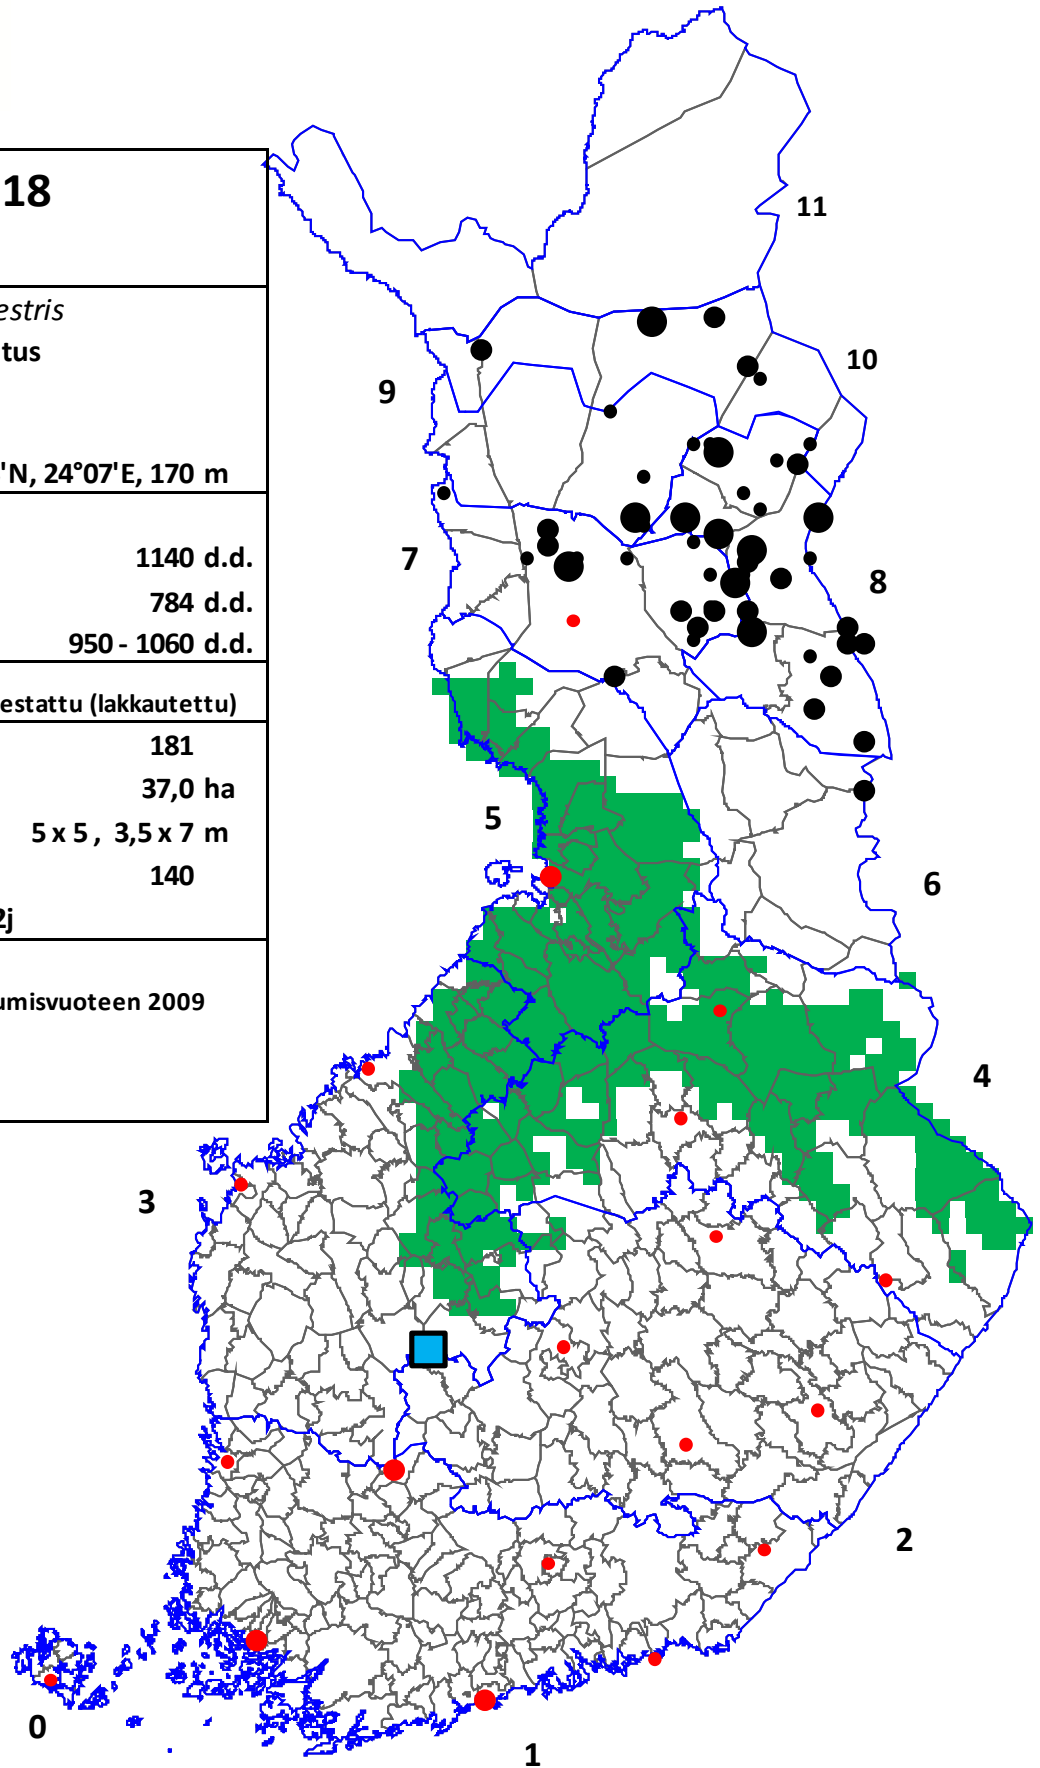 18
estris
tus
'N, 24°07'E, 170 m
1140 d.d.
784 d.d.
950 - 1060 d.d.
estattu (lakkautettu)
181
37,0 ha
5 x 5 , 3,5 x 7 m
140
2j
umisvuoteen 2009
11
10
9
8
7
6
5
4
3
2
1
0